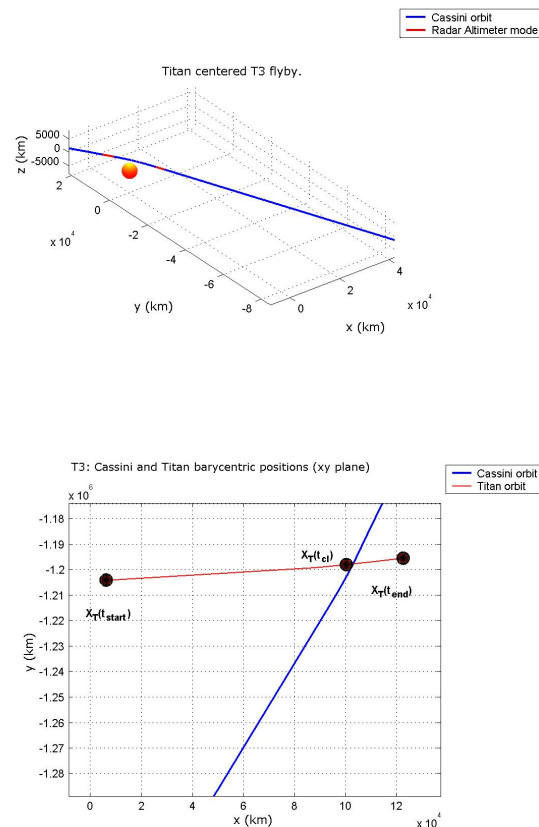 Cassini orbit
Radar Altimeter mode
Titan centered T3 flyby.
z (km)
5000
0
-5000
2
0
-2
-4
-6
-8
x 10^4
y (km)
0
2
4
x 10^4
x (km)
T3: Cassini and Titan barycentric positions (xy plane)
Cassini orbit
Titan orbit
x 10^6
-1.18
-1.19
-1.2
-1.21
-1.22
-1.23
-1.24
-1.25
-1.26
-1.27
-1.28
y (km)
X_T(t_start)
X_T(t_cl)
X_T(t_end)
0
2
4
6
8
10
12
x (km)
x 10^4